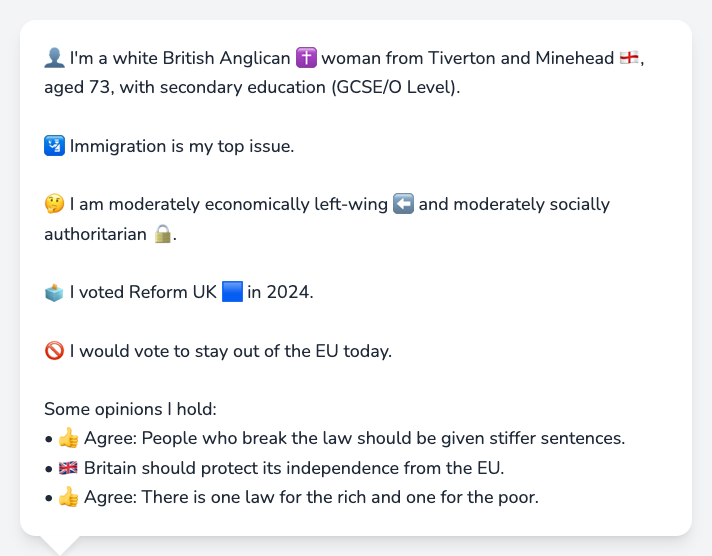 👤 I'm a white British Anglican ✝️ woman from Tiverton and Minehead 🏴󠁧󠁢󠁥󠁮󠁧󠁿,
aged 73, with secondary education (GCSE/O Level).
🛂 Immigration is my top issue.
🤔 I am moderately economically left-wing ⬅️ and moderately socially
authoritarian 🔒.
🗳️ I voted Reform UK 🟦 in 2024.
🚫 I would vote to stay out of the EU today.
Some opinions I hold:
• 👍 Agree: People who break the law should be given stiffer sentences.
• 🇬🇧 Britain should protect its independence from the EU.
• 👍 Agree: There is one law for the rich and one for the poor.